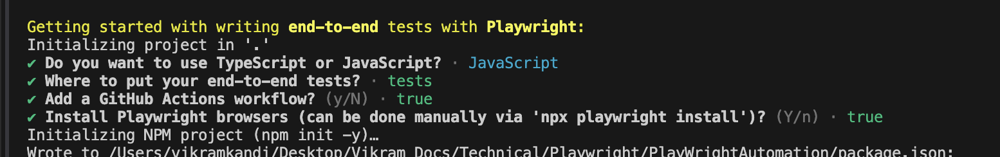 Getting started with writing end-to-end tests with Playwright:
Initializing project in '.'
✔ Do you want to use TypeScript or JavaScript? · JavaScript
✔ Where to put your end-to-end tests? · tests
✔ Add a GitHub Actions workflow? (y/N) · true
✔ Install Playwright browsers (can be done manually via 'npx playwright install')? (Y/n) · true
Initializing NPM project (npm init -y)…
Wrote to /Users/vikramkandi/Desktop/Vikram Docs/Technical/Playwright/PlayWrightAutomation/package.json: